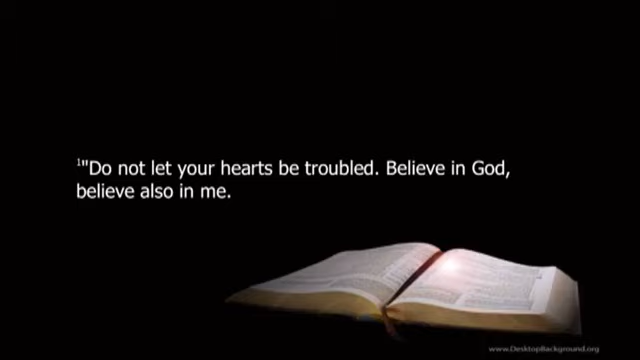 ¹"Do not let your hearts be troubled. Believe in God,
believe also in me.
www.DesktopBackground.org